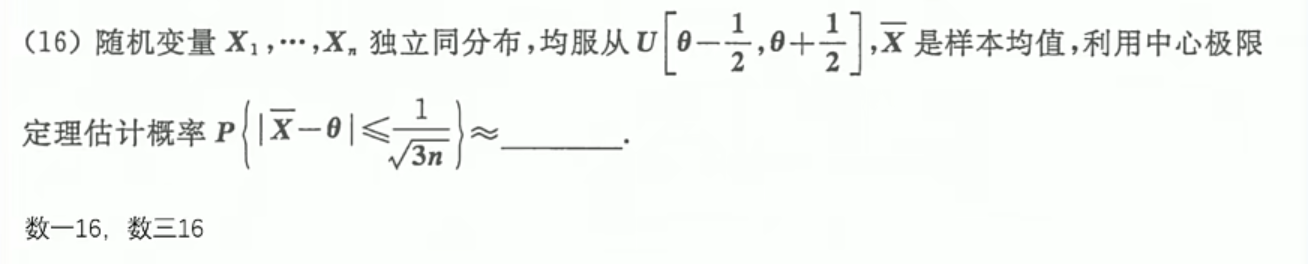 (16) 随机变量 X₁,⋯,Xₙ 独立同分布,均服从 U[θ−1/2,θ+1/2],X̄ 是样本均值,利用中心极限
定理估计概率 P{|X̄−θ|≤1/√(3n)}≈______.
数一16, 数三16